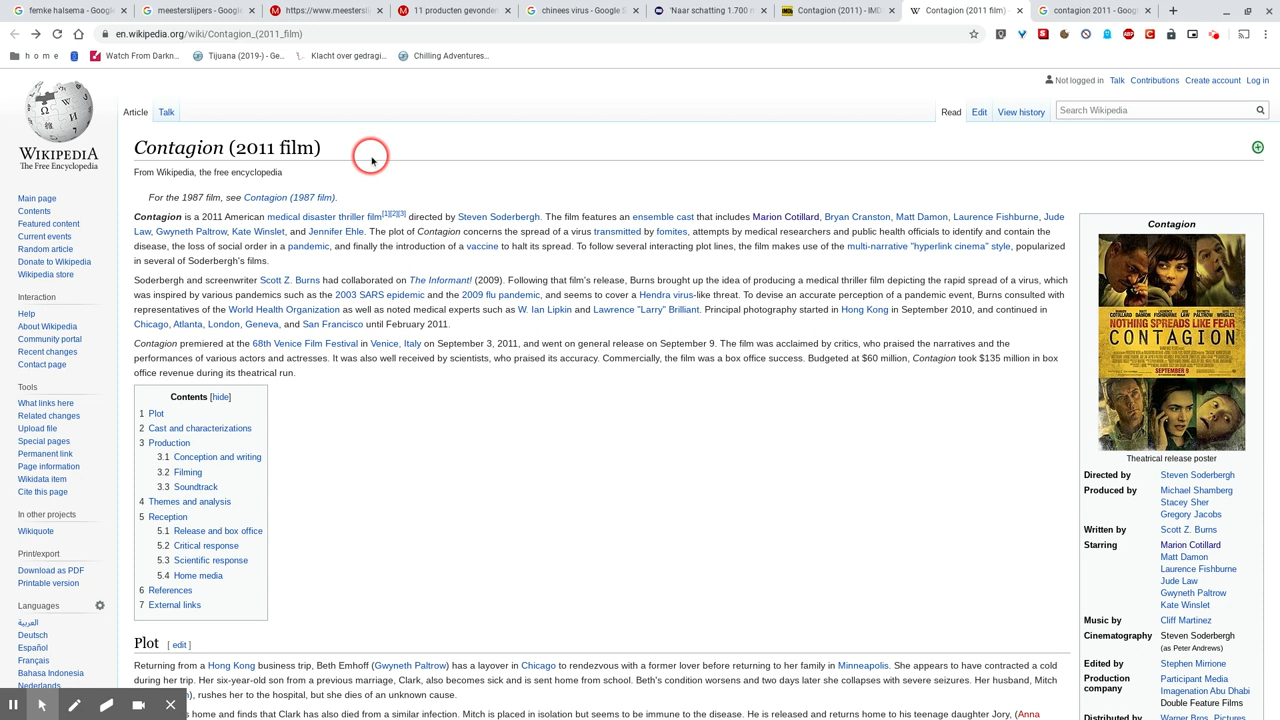 femke halsema - Google
meesterslijpers - Google
https://www.meestersli
11 producten gevonden
chinees virus - Google S
'Naar schatting 1.700 m
Contagion (2011) - IMD
Contagion (2011 film) -
contagion 2011 - Goog
en.wikipedia.org/wiki/Contagion_(2011_film)
h o m e
Watch From Darkn...
Tijuana (2019-) - Ge...
Klacht over gedragi...
Chilling Adventures...
Not logged in Talk Contributions Create account Log in
Article Talk
Read Edit View history
Search Wikipedia
WIKIPEDIA
The Free Encyclopedia
Main page
Contents
Featured content
Current events
Random article
Donate to Wikipedia
Wikipedia store
Interaction
Help
About Wikipedia
Community portal
Recent changes
Contact page
Tools
What links here
Related changes
Upload file
Special pages
Permanent link
Page information
Wikidata item
Cite this page
In other projects
Wikiquote
Print/export
Download as PDF
Printable version
Languages
العربية
Deutsch
Español
Français
Bahasa Indonesia
Nederlands
Contagion (2011 film)
From Wikipedia, the free encyclopedia
For the 1987 film, see Contagion (1987 film).
Contagion is a 2011 American medical disaster thriller film[1][2][3] directed by Steven Soderbergh. The film features an ensemble cast that includes Marion Cotillard, Bryan Cranston, Matt Damon, Laurence Fishburne, Jude
Law, Gwyneth Paltrow, Kate Winslet, and Jennifer Ehle. The plot of Contagion concerns the spread of a virus transmitted by fomites, attempts by medical researchers and public health officials to identify and contain the
disease, the loss of social order in a pandemic, and finally the introduction of a vaccine to halt its spread. To follow several interacting plot lines, the film makes use of the multi-narrative "hyperlink cinema" style, popularized
in several of Soderbergh's films.
Soderbergh and screenwriter Scott Z. Burns had collaborated on The Informant! (2009). Following that film's release, Burns brought up the idea of producing a medical thriller film depicting the rapid spread of a virus, which
was inspired by various pandemics such as the 2003 SARS epidemic and the 2009 flu pandemic, and seems to cover a Hendra virus-like threat. To devise an accurate perception of a pandemic event, Burns consulted with
representatives of the World Health Organization as well as noted medical experts such as W. Ian Lipkin and Lawrence "Larry" Brilliant. Principal photography started in Hong Kong in September 2010, and continued in
Chicago, Atlanta, London, Geneva, and San Francisco until February 2011.
Contagion premiered at the 68th Venice Film Festival in Venice, Italy on September 3, 2011, and went on general release on September 9. The film was acclaimed by critics, who praised the narratives and the
performances of various actors and actresses. It was also well received by scientists, who praised its accuracy. Commercially, the film was a box office success. Budgeted at $60 million, Contagion took $135 million in box
office revenue during its theatrical run.
Contents [hide]
1 Plot
2 Cast and characterizations
3 Production
3.1 Conception and writing
3.2 Filming
3.3 Soundtrack
4 Themes and analysis
5 Reception
5.1 Release and box office
5.2 Critical response
5.3 Scientific response
5.4 Home media
6 References
7 External links
Plot [ edit ]
Returning from a Hong Kong business trip, Beth Emhoff (Gwyneth Paltrow) has a layover in Chicago to rendezvous with a former lover before returning to her family in Minneapolis. She appears to have contracted a cold
during her trip. Her six-year-old son from a previous marriage, Clark, also becomes sick and is sent home from school. Beth's condition worsens and two days later she collapses with severe seizures. Her husband, Mitch
), rushes her to the hospital, but she dies of an unknown cause.
s home and finds that Clark has also died from a similar infection. Mitch is placed in isolation but seems to be immune to the disease. He is released and returns home to his teenage daughter Jory, (Anna
Contagion
NOTHING SPREADS LIKE FEAR
CONTAGION
SEPTEMBER 9
Theatrical release poster
Directed by Steven Soderbergh
Produced by Michael Shamberg
Stacey Sher
Gregory Jacobs
Written by Scott Z. Burns
Starring Marion Cotillard
Matt Damon
Laurence Fishburne
Jude Law
Gwyneth Paltrow
Kate Winslet
Music by Cliff Martinez
Cinematography Steven Soderbergh
(as Peter Andrews)
Edited by Stephen Mirrione
Production Participant Media
company Imagenation Abu Dhabi
Double Feature Films
Distributed by Warner Bros. Pictures